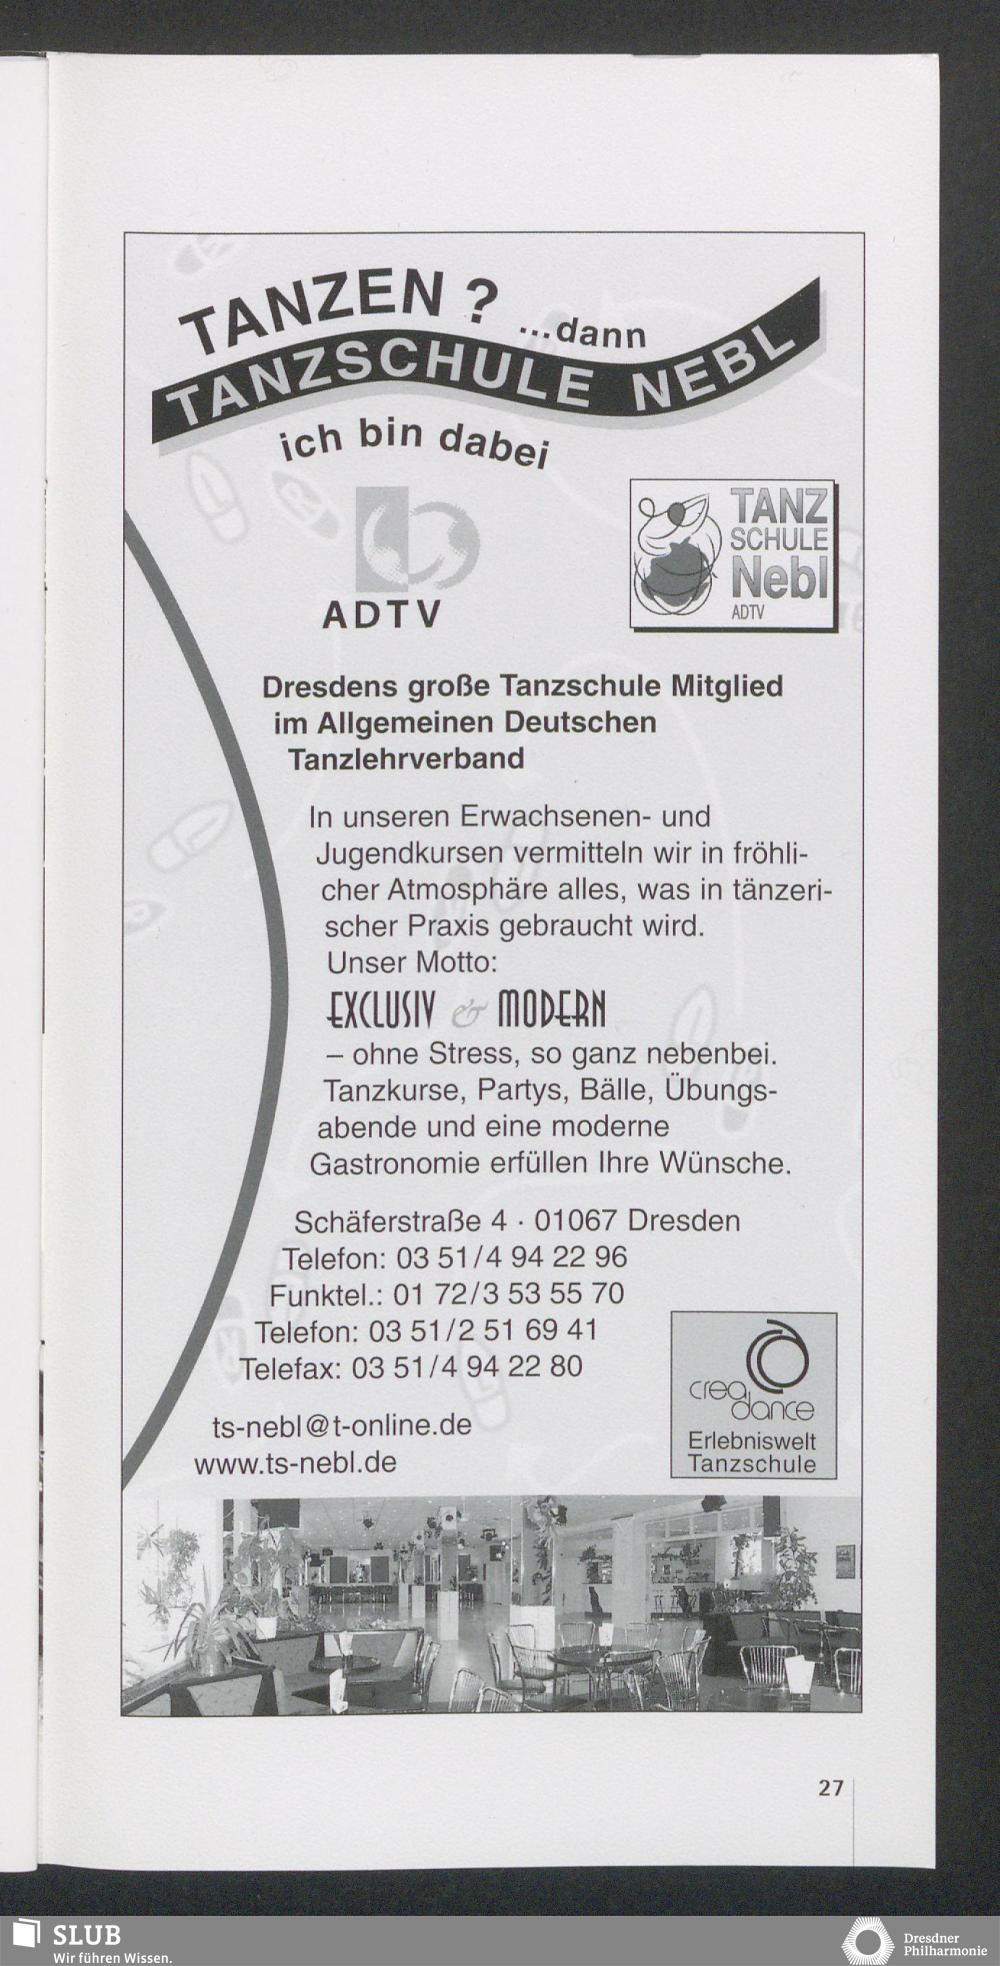 TANZEN ? ...dann
TANZSCHULE NEBL
ich bin dabei
ADTV
TANZ
SCHULE
Nebl
ADTV
Dresdens große Tanzschule Mitglied
im Allgemeinen Deutschen
Tanzlehrverband
In unseren Erwachsenen- und
Jugendkursen vermitteln wir in fröhli-
cher Atmosphäre alles, was in tänzeri-
scher Praxis gebraucht wird.
Unser Motto:
EXCLUSIV & MODERN
– ohne Stress, so ganz nebenbei.
Tanzkurse, Partys, Bälle, Übungs-
abende und eine moderne
Gastronomie erfüllen Ihre Wünsche.
Schäferstraße 4 · 01067 Dresden
Telefon: 03 51/4 94 22 96
Funktel.: 01 72/3 53 55 70
Telefon: 03 51/2 51 69 41
Telefax: 03 51/4 94 22 80
ts-nebl@t-online.de
www.ts-nebl.de
crea
dance
Erlebniswelt
Tanzschule
27
SLUB
Wir führen Wissen.
Dresdner
Philharmonie